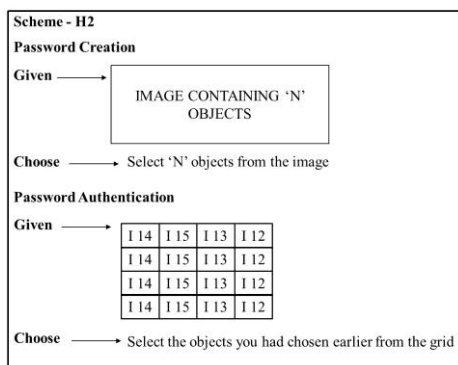 Scheme - H2
Password Creation
Given
IMAGE CONTAINING ‘N’
OBJECTS
Choose
Select ‘N’ objects from the image
Password Authentication
Given
I 14 I 15 I 13 I 12
I 14 I 15 I 13 I 12
I 14 I 15 I 13 I 12
I 14 I 15 I 13 I 12
Choose
Select the objects you had chosen earlier from the grid